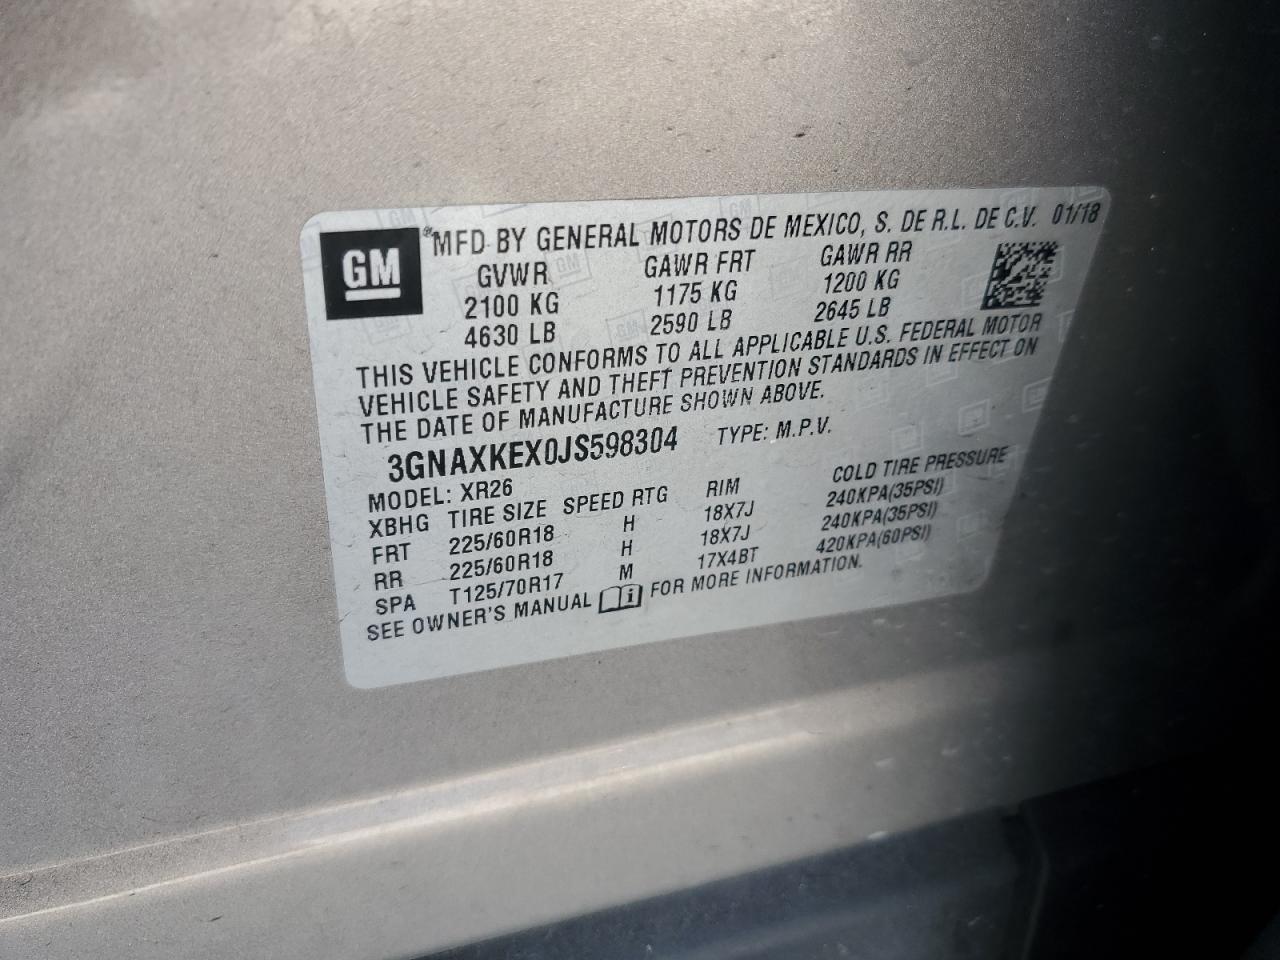 GM ® MFD BY GENERAL MOTORS DE MEXICO, S. DE R.L. DE C.V. 01/18
GVWR GAWR FRT GAWR RR
2100 KG 1175 KG 1200 KG
4630 LB 2590 LB 2645 LB
THIS VEHICLE CONFORMS TO ALL APPLICABLE U.S. FEDERAL MOTOR
VEHICLE SAFETY AND THEFT PREVENTION STANDARDS IN EFFECT ON
THE DATE OF MANUFACTURE SHOWN ABOVE.
3GNAXKEX0JS598304 TYPE: M.P.V.
MODEL: XR26
XBHG TIRE SIZE SPEED RTG RIM COLD TIRE PRESSURE
FRT 225/60R18 H 18X7J 240KPA(35PSI)
RR 225/60R18 H 18X7J 240KPA(35PSI)
SPA T125/70R17 M 17X4BT 420KPA(60PSI)
SEE OWNER'S MANUAL i FOR MORE INFORMATION.